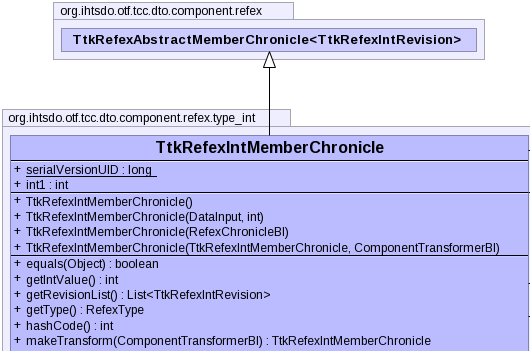 org.ihtsdo.otf.tcc.dto.component.refex
TtkRefexAbstractMemberChronicle<TtkRefexIntRevision>
org.ihtsdo.otf.tcc.dto.component.refex.type_int
TtkRefexIntMemberChronicle
+ serialVersionUID : long
+ int1 : int
+ TtkRefexIntMemberChronicle()
+ TtkRefexIntMemberChronicle(DataInput, int)
+ TtkRefexIntMemberChronicle(RefexChronicleBI)
+ TtkRefexIntMemberChronicle(TtkRefexIntMemberChronicle, ComponentTransformerBI)
+ equals(Object) : boolean
+ getIntValue() : int
+ getRevisionList() : List<TtkRefexIntRevision>
+ getType() : RefexType
+ hashCode() : int
+ makeTransform(ComponentTransformerBI) : TtkRefexIntMemberChronicle